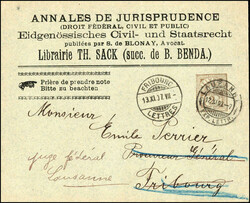 ANNALES DE JURISPRUDENCE
(DROIT FÉDÉRAL, CIVIL ET PUBLIC)
Eidgenössisches Civil- und Staatsrecht
publiées par S. de BLONAY, Avocat.
Librairie TH. SACK (succ. de B. BENDA.)
Prière de prendre note
Bitte zu beachten
FRIBOURG
LETTRES
Monsieur
Emile Perrier
Procureur Général
Fribourg
juge fédéral
Lausanne